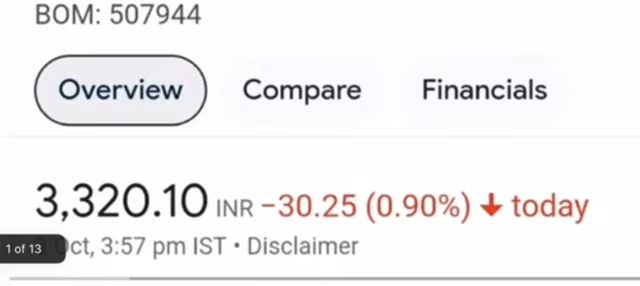 BOM: 507944
Overview Compare Financials
3,320.10 INR −30.25 (0.90%) ↓ today
1 of 13
ct, 3:57 pm IST • Disclaimer